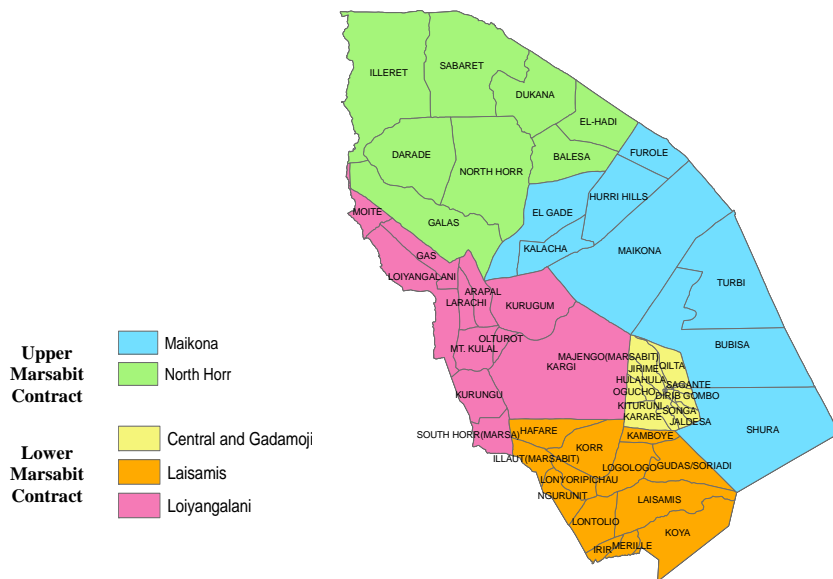 SABARET
ILLERET
DUKANA
EL-HADI
FUROLE
DARADE
BALESA
NORTH HORR
HURRI HILLS
MOITE
EL GADE
GALAS
KALACHA
MAIKONA
GAS
LOIYANGALANI
TURBI
ARAPAL
LARACHI
KURUGUM
OLTUROT
MT. KULAL
BUBISA
MAJENGO(MARSABIT)
KARGI
JIRIME
QILTA
HULAHULA
SAGANTE
OGUCHO
DIRIB GOMBO
KURUNGU
KITURUNI
SONGA
KARARE
JALDESA
SHURA
SOUTH HORR(MARSA)
HAFARE
KAMBOYE
KORR
ILLAUT(MARSABIT)
LOGOLOGO
GUDAS/SORIADI
LONYORIPICHAU
NGURUNIT
LAISAMIS
LONTOLIO
KOYA
IRIR
MERILLE
Upper
Marsabit
Contract
Maikona
North Horr
Lower
Marsabit
Contract
Central and Gadamoji
Laisamis
Loiyangalani